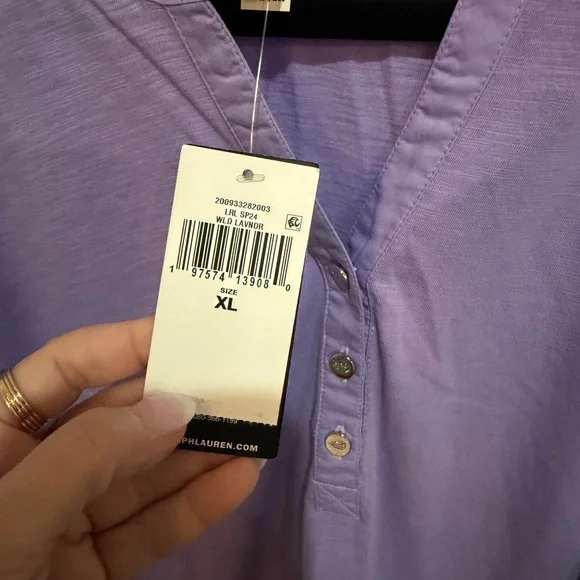 200933282003
LRL SP24
WLD LAVNDR
1 97574 13908 0
SIZE
XL
PHLAUREN.COM